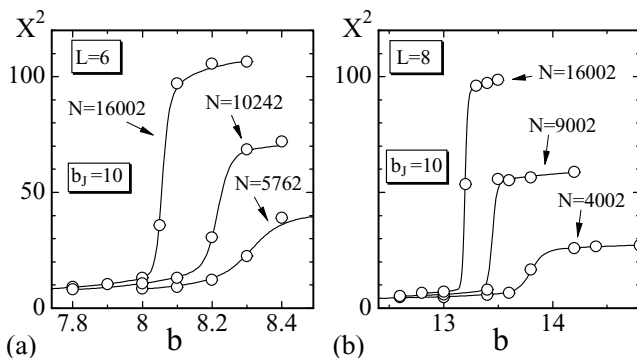 X²
100
50
0
L=6
N=16002
N=10242
b_J=10
N=5762
7.8
8
8.2
8.4
(a)
b
X²
100
50
0
L=8
N=16002
N=9002
b_J=10
N=4002
13
14
(b)
b